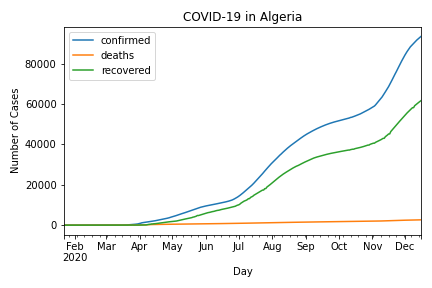 COVID-19 in Algeria
confirmed
deaths
recovered
Number of Cases
80000
60000
40000
20000
0
Feb Mar Apr May Jun Jul Aug Sep Oct Nov Dec
2020
Day